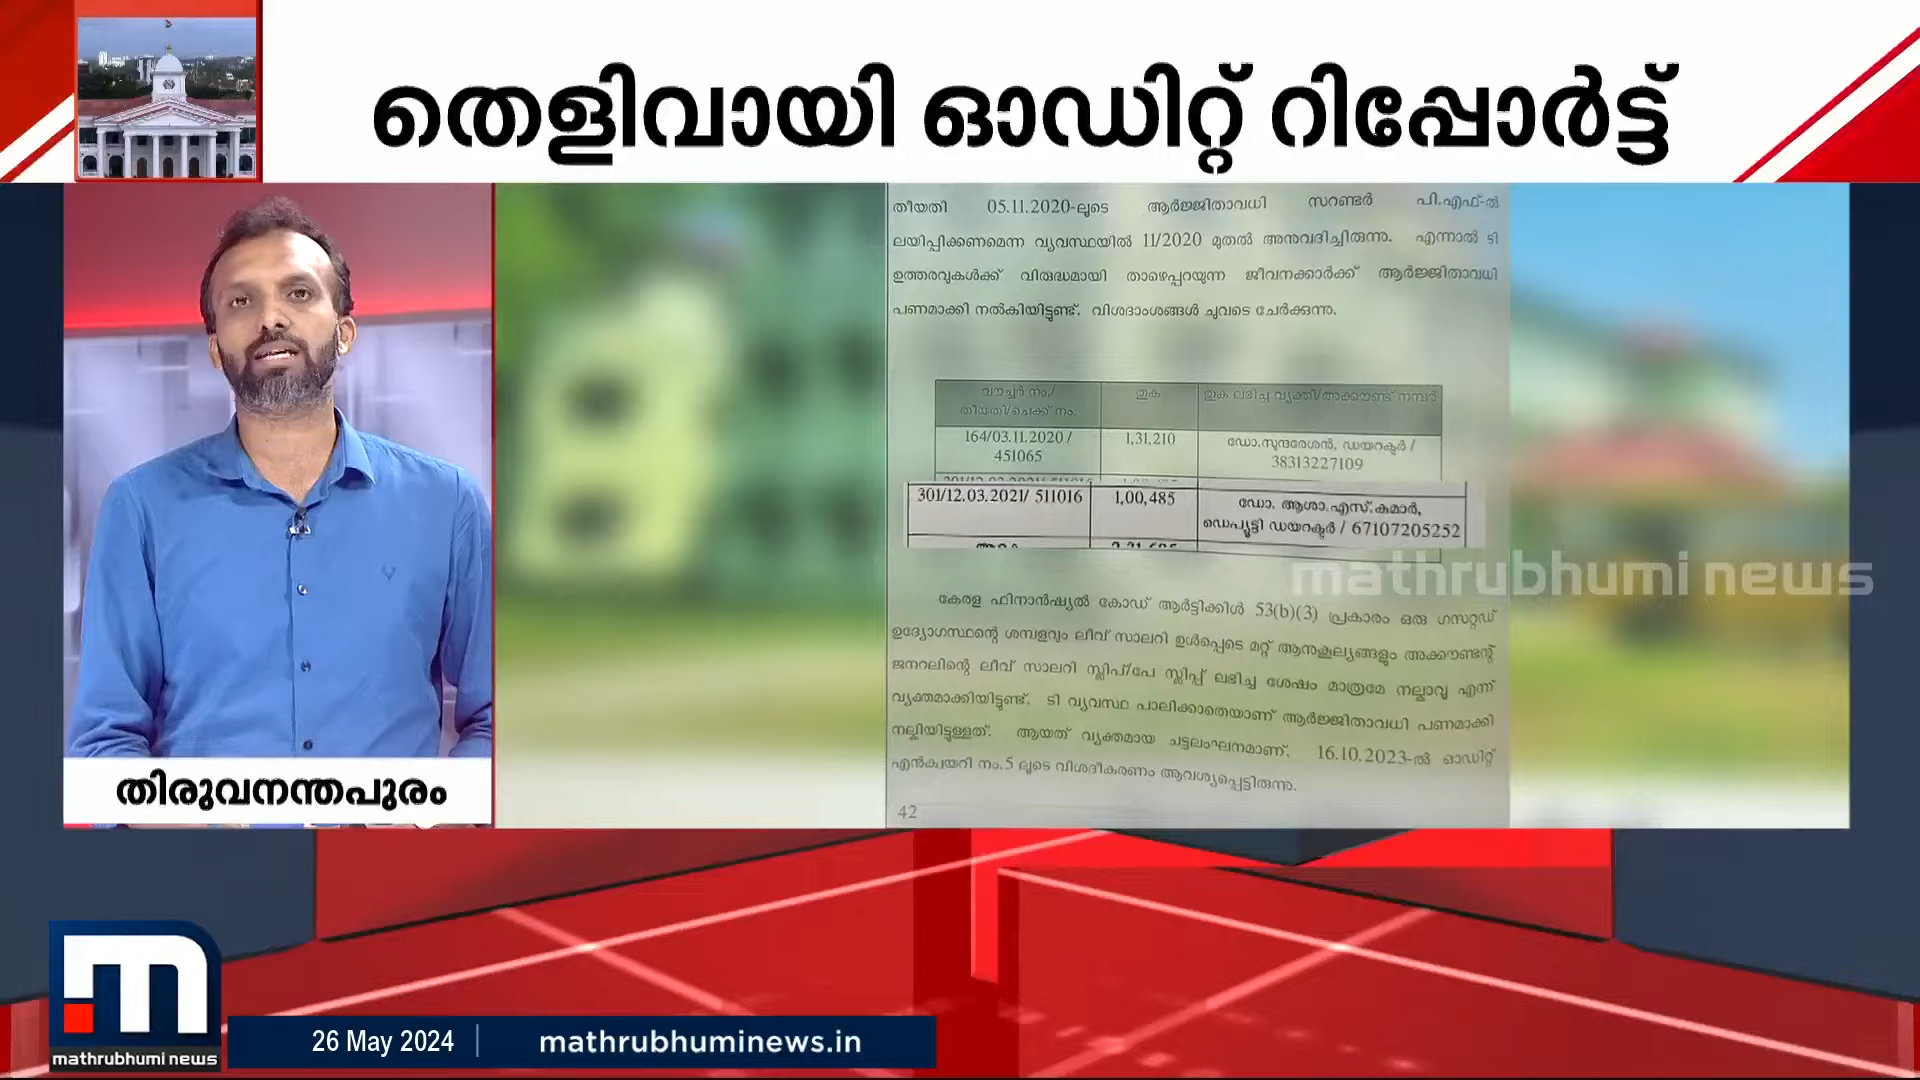 തെളിവായി ഓഡിറ്റ് റിപ്പോർട്ട്
തീയതി 05.11.2020-ലൂടെ ആർജ്ജിതാവധി സറണ്ടർ പി.എഫ്-ൽ
ലയിപ്പിക്കണമെന്ന വ്യവസ്ഥയിൽ 11/2020 മുതൽ അനുവദിച്ചിരുന്നു. എന്നാൽ ടി
ഉത്തരവുകൾക്ക് വിരുദ്ധമായി താഴെപ്പറയുന്ന ജീവനക്കാർക്ക് ആർജ്ജിതാവധി
പണമാക്കി നൽകിയിട്ടുണ്ട്. വിശദാംശങ്ങൾ ചുവടെ ചേർക്കുന്നു.
വൗച്ചർ നം./
തീയതി/ചെക്ക് നം.
തുക
തുക ലഭിച്ച വ്യക്തി/അക്കൗണ്ട് നമ്പർ
164/03.11.2020 /
451065
1,31,210
ഡോ.സുന്ദരേശൻ, ഡയറക്ടർ /
38313227109
301/12.03.2021/ 511016
1,00,485
ഡോ. ആശാ.എസ്.കുമാർ,
ഡെപ്യൂട്ടി ഡയറക്ടർ / 67107205252
കേരള ഫിനാൻഷ്യൽ കോഡ് ആർട്ടിക്കിൾ 53(b)(3) പ്രകാരം ഒരു ഗസറ്റഡ്
ഉദ്യോഗസ്ഥന്റെ ശമ്പളവും ലീവ് സാലറി ഉൾപ്പെടെ മറ്റ് ആനുകൂല്യങ്ങളും അക്കൗണ്ടന്റ്
ജനറലിന്റെ ലീവ് സാലറി സ്ലിപ്/പേ സ്ലിപ്പ് ലഭിച്ച ശേഷം മാത്രമേ നല്കാവൂ എന്ന്
വ്യക്തമാക്കിയിട്ടുണ്ട്. ടി വ്യവസ്ഥ പാലിക്കാതെയാണ് ആർജ്ജിതാവധി പണമാക്കി
നല്കിയിട്ടുള്ളത്. ആയത് വ്യക്തമായ ചട്ടലംഘനമാണ്. 16.10.2023-ൽ ഓഡിറ്റ്
എൻക്വയറി നം.5 ലൂടെ വിശദീകരണം ആവശ്യപ്പെട്ടിരുന്നു.
42
mathrubhumi news
തിരുവനന്തപുരം
mathrubhumi news
26 May 2024
mathrubhuminews.in